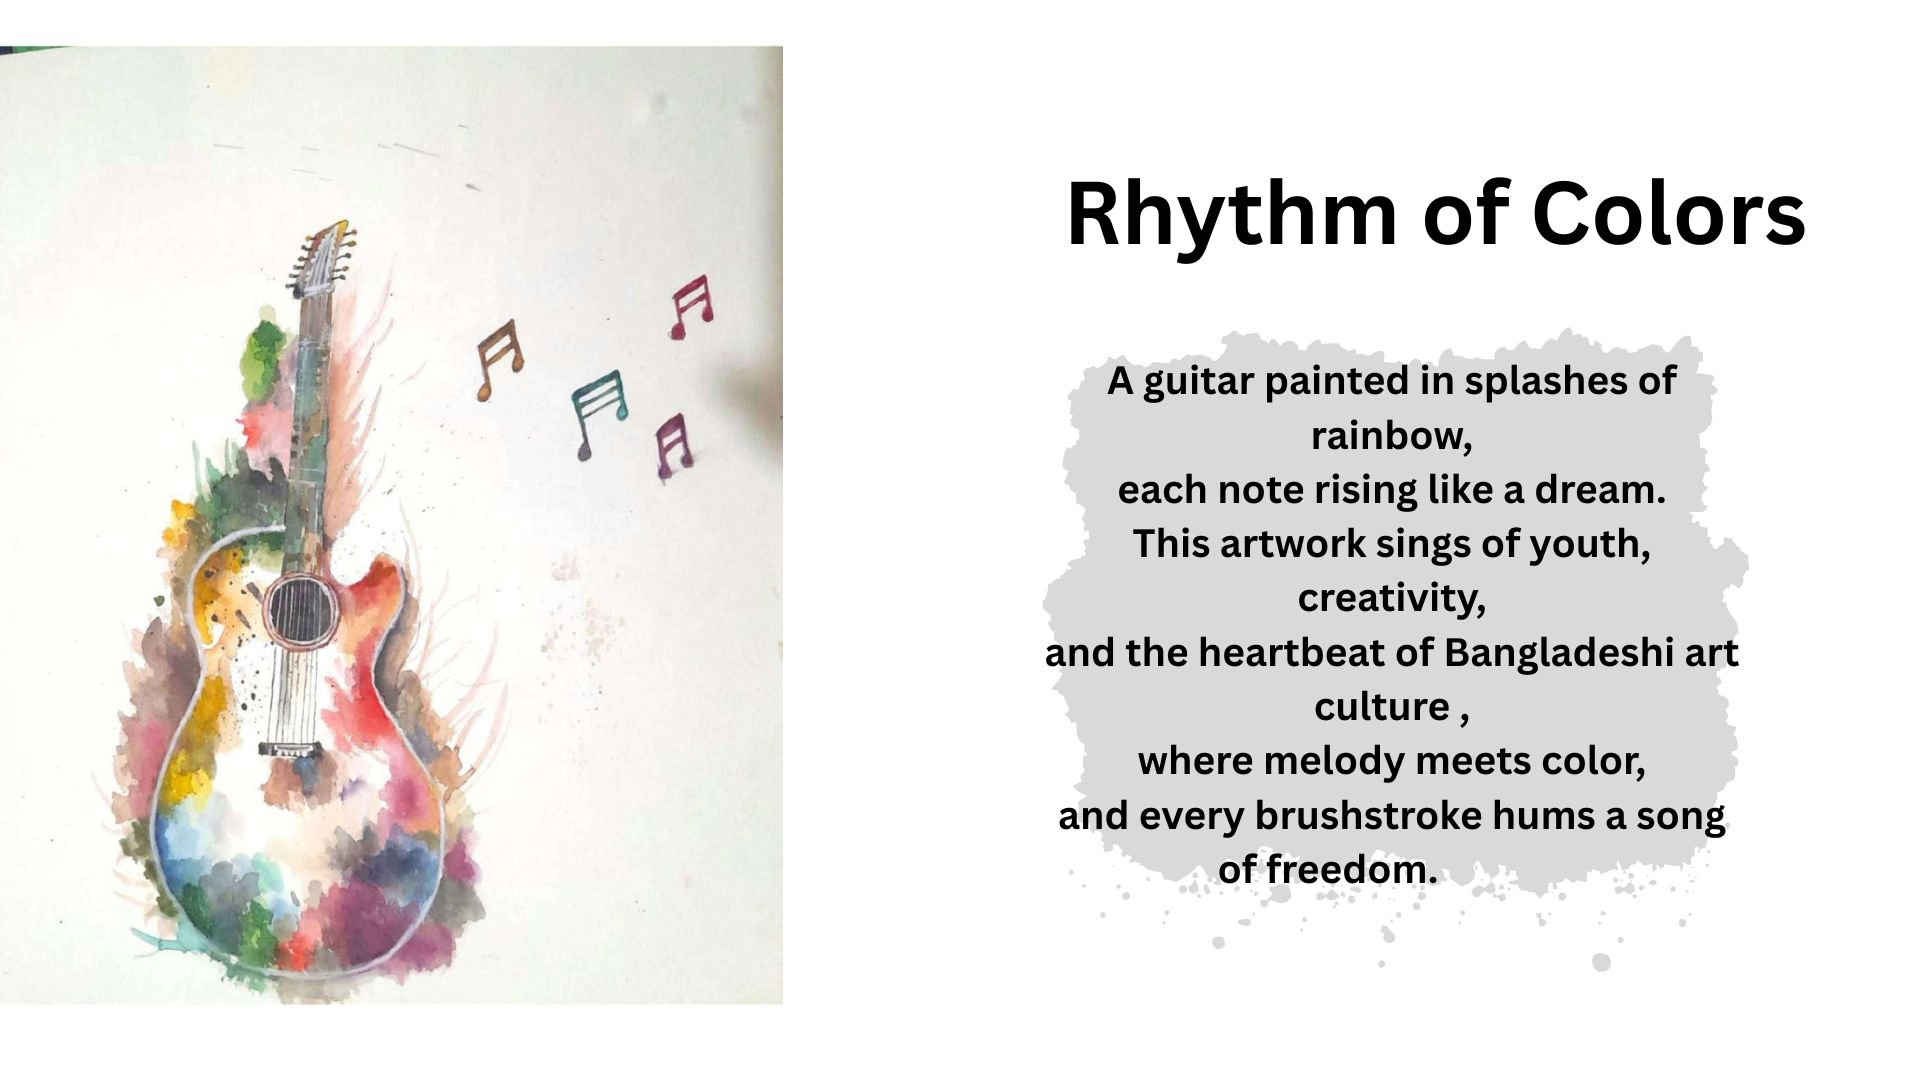 Rhythm of Colors
A guitar painted in splashes of
rainbow,
each note rising like a dream.
This artwork sings of youth,
creativity,
and the heartbeat of Bangladeshi art
culture ,
where melody meets color,
and every brushstroke hums a song
of freedom.